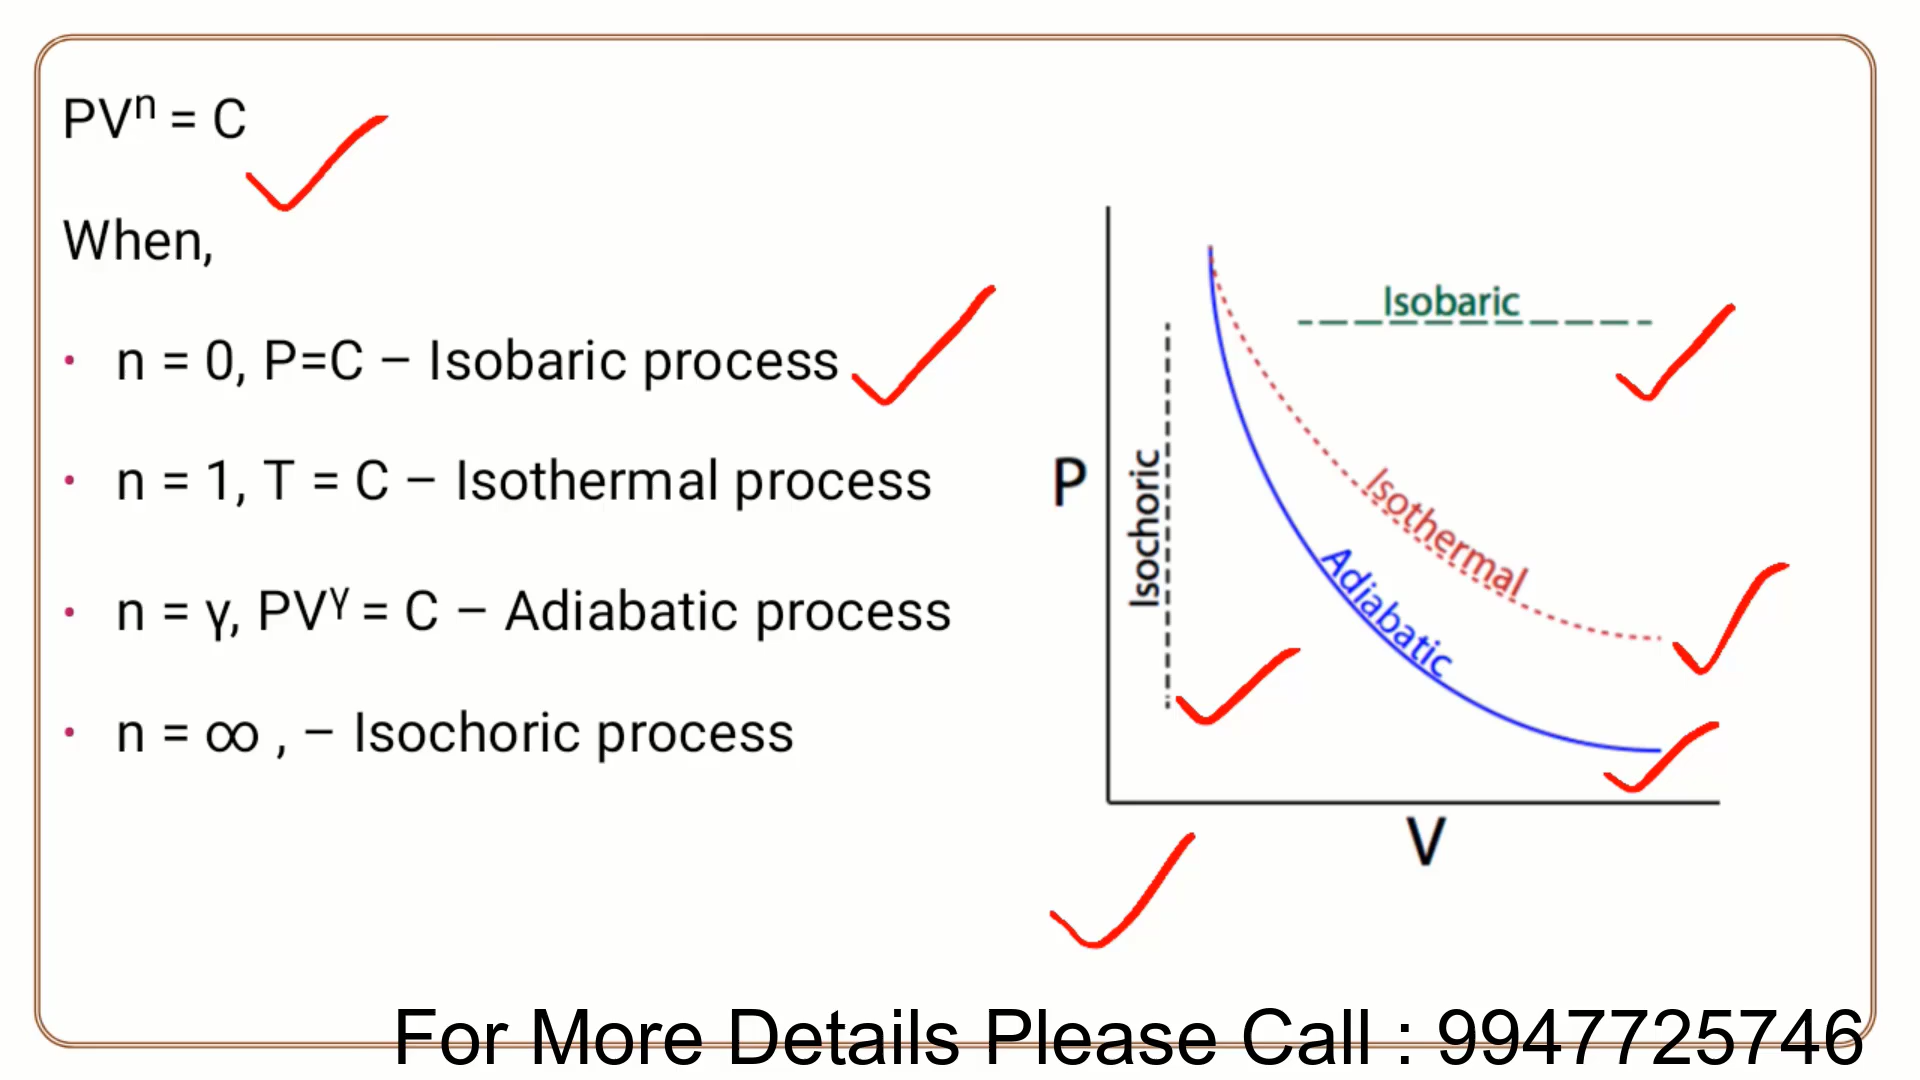 PVⁿ = C
When,
• n = 0, P=C – Isobaric process
• n = 1, T = C – Isothermal process
• n = γ, PVᵞ = C – Adiabatic process
• n = ∞ , – Isochoric process
P
Isochoric
Isobaric
Isothermal
Adiabatic
V
For More Details Please Call : 9947725746